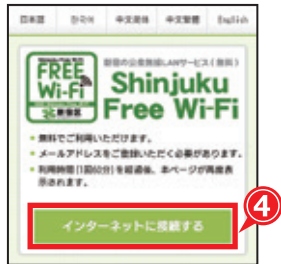 日本語 한국어 中文简体 中文繁體 English
FREE
Wi-Fi
新宿区
新宿の公衆無線LANサービス(無料)
Shinjuku
Free Wi-Fi
• 無料でご利用いただけます。
• メールアドレスをご登録いただく必要があります。
• 利用時間(1回60分)を経過後、本ページが再度表
示されます。
インターネットに接続する
4